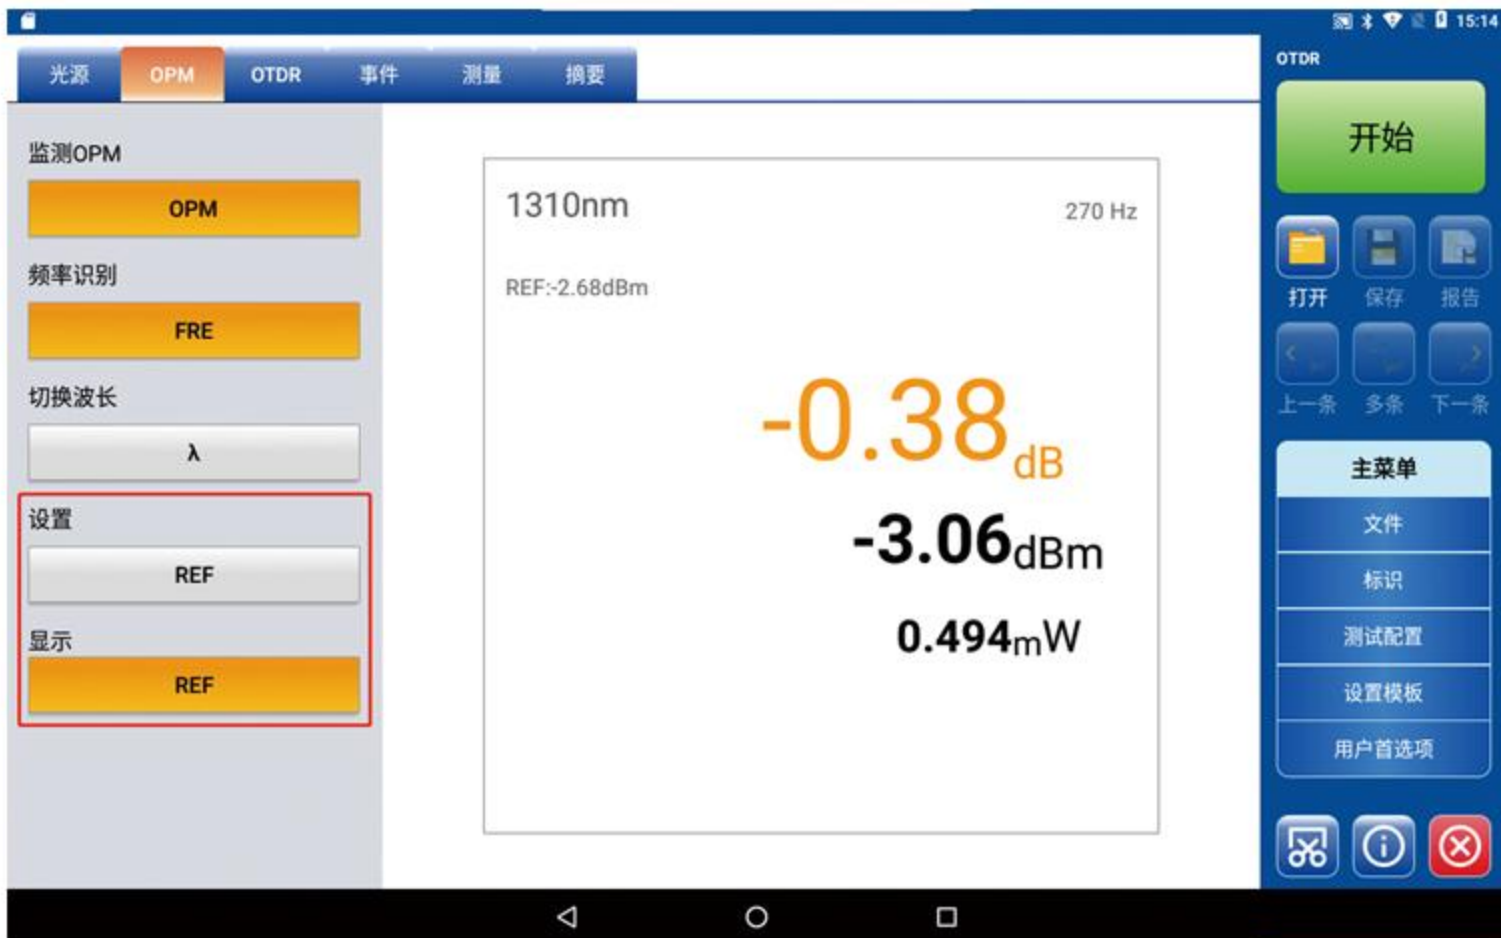 15:14
光源 OPM OTDR 事件 测量 摘要
监测OPM
OPM
频率识别
FRE
切换波长
λ
设置
REF
显示
REF
1310nm
270 Hz
REF:-2.68dBm
-0.38dB
-3.06dBm
0.494mW
OTDR
开始
打开 保存 报告
上一条 多条 下一条
主菜单
文件
标识
测试配置
设置模板
用户首选项